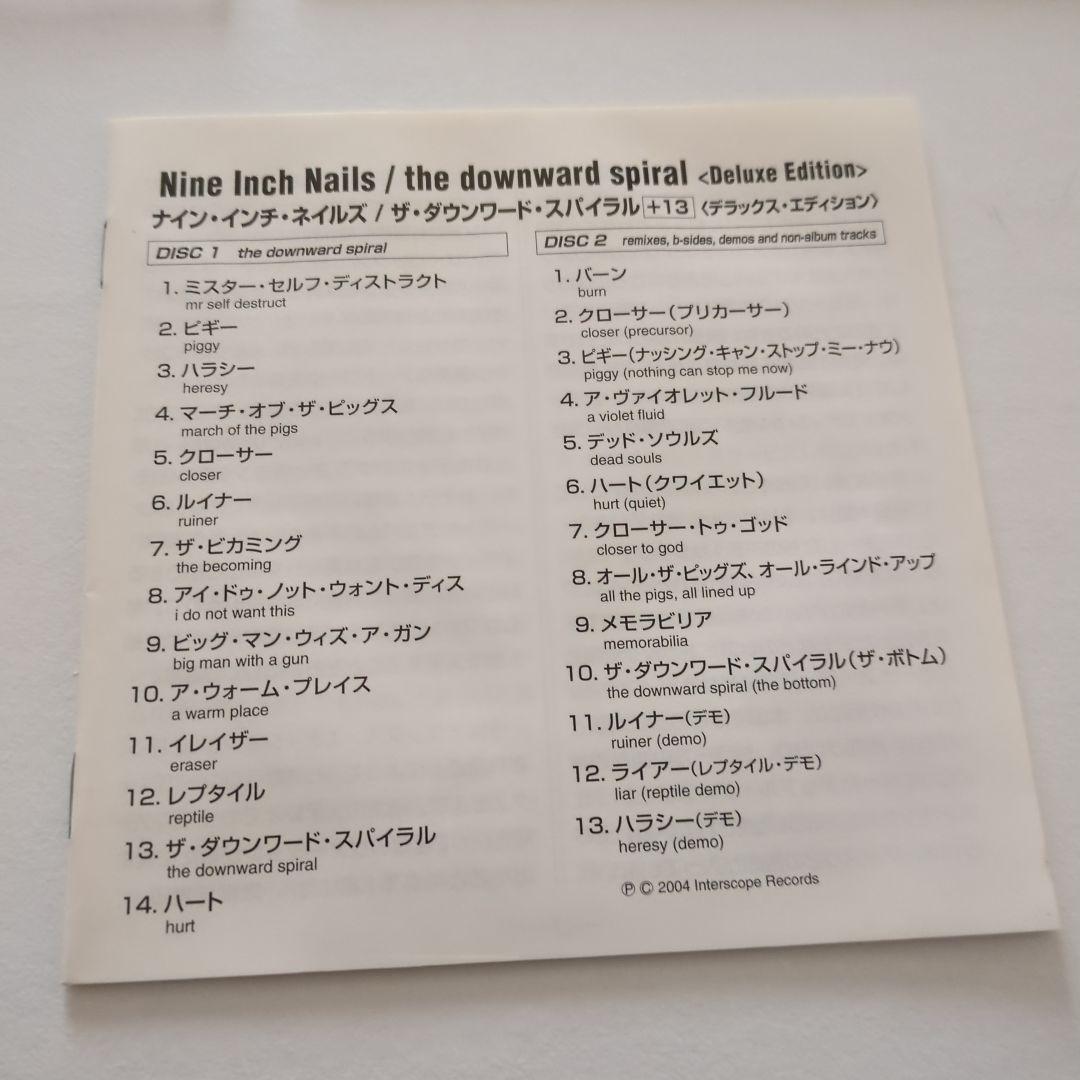 Nine Inch Nails / the downward spiral <Deluxe Edition>
ナイン・インチ・ネイルズ / ザ・ダウンワード・スパイラル +13 〈デラックス・エディション〉
DISC 1 the downward spiral
1. ミスター・セルフ・ディストラクト
mr self destruct
2. ピギー
piggy
3. ハラシー
heresy
4. マーチ・オブ・ザ・ピッグス
march of the pigs
5. クローサー
closer
6. ルイナー
ruiner
7. ザ・ビカミング
the becoming
8. アイ・ドゥ・ノット・ウォント・ディス
i do not want this
9. ビッグ・マン・ウィズ・ア・ガン
big man with a gun
10. ア・ウォーム・プレイス
a warm place
11. イレイザー
eraser
12. レプタイル
reptile
13. ザ・ダウンワード・スパイラル
the downward spiral
14. ハート
hurt
DISC 2 remixes, b-sides, demos and non-album tracks
1. バーン
burn
2. クローサー（プリカーサー）
closer (precursor)
3. ピギー（ナッシング・キャン・ストップ・ミー・ナウ）
piggy (nothing can stop me now)
4. ア・ヴァイオレット・フルード
a violet fluid
5. デッド・ソウルズ
dead souls
6. ハート（クワイエット）
hurt (quiet)
7. クローサー・トゥ・ゴッド
closer to god
8. オール・ザ・ピッグズ、オール・ラインド・アップ
all the pigs, all lined up
9. メモラビリア
memorabilia
10. ザ・ダウンワード・スパイラル（ザ・ボトム）
the downward spiral (the bottom)
11. ルイナー（デモ）
ruiner (demo)
12. ライアー（レプタイル・デモ）
liar (reptile demo)
13. ハラシー（デモ）
heresy (demo)
Ⓟ © 2004 Interscope Records